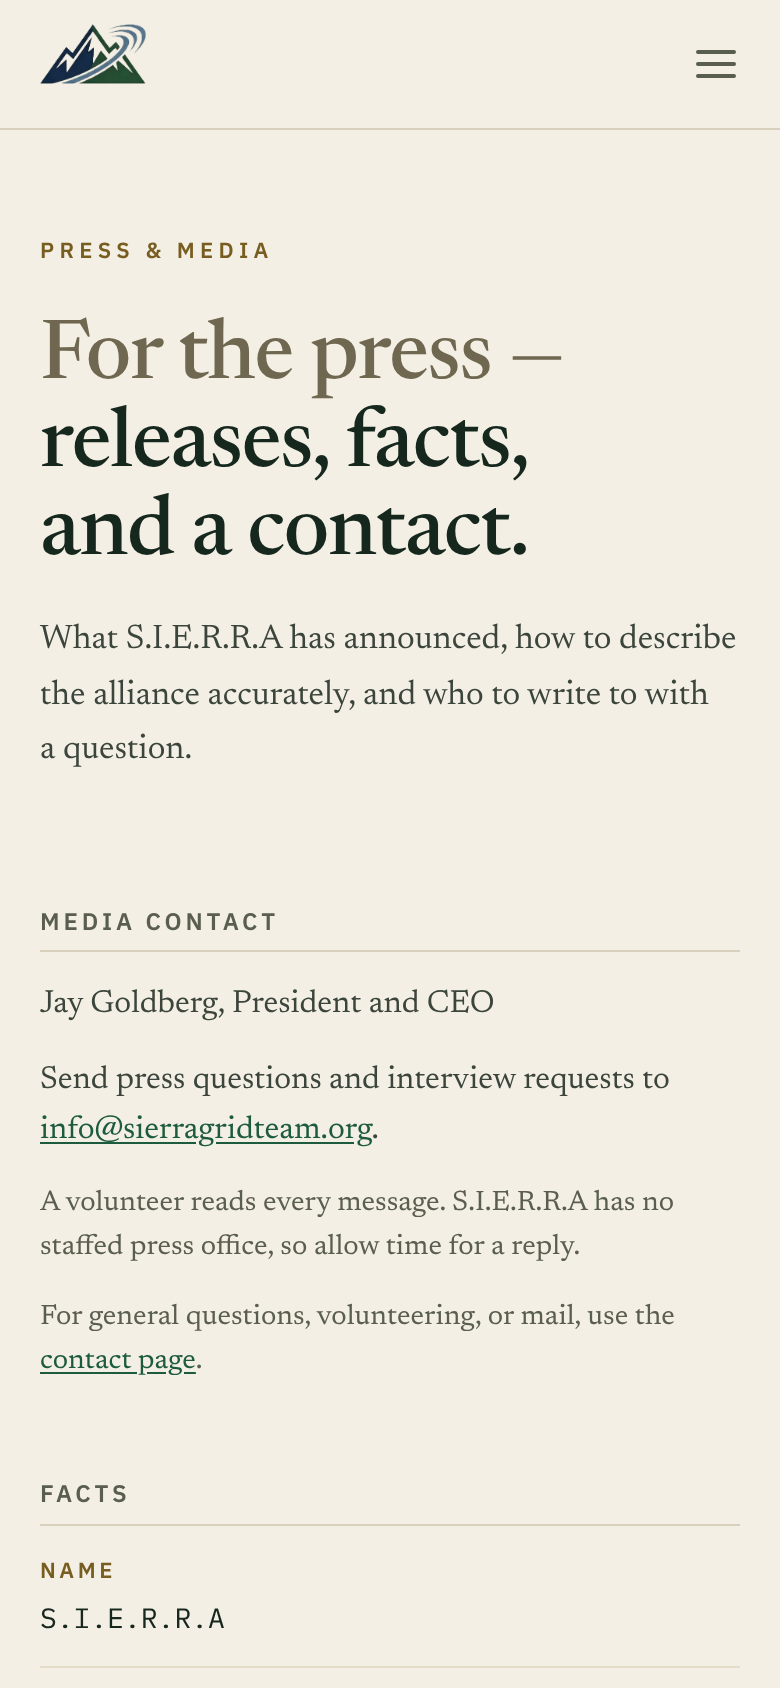 PRESS & MEDIA
For the press —
releases, facts,
and a contact.
What S.I.E.R.R.A has announced, how to describe
the alliance accurately, and who to write to with
a question.
MEDIA CONTACT
Jay Goldberg, President and CEO
Send press questions and interview requests to
info@sierragridteam.org.
A volunteer reads every message. S.I.E.R.R.A has no
staffed press office, so allow time for a reply.
For general questions, volunteering, or mail, use the
contact page.
FACTS
NAME
S.I.E.R.R.A